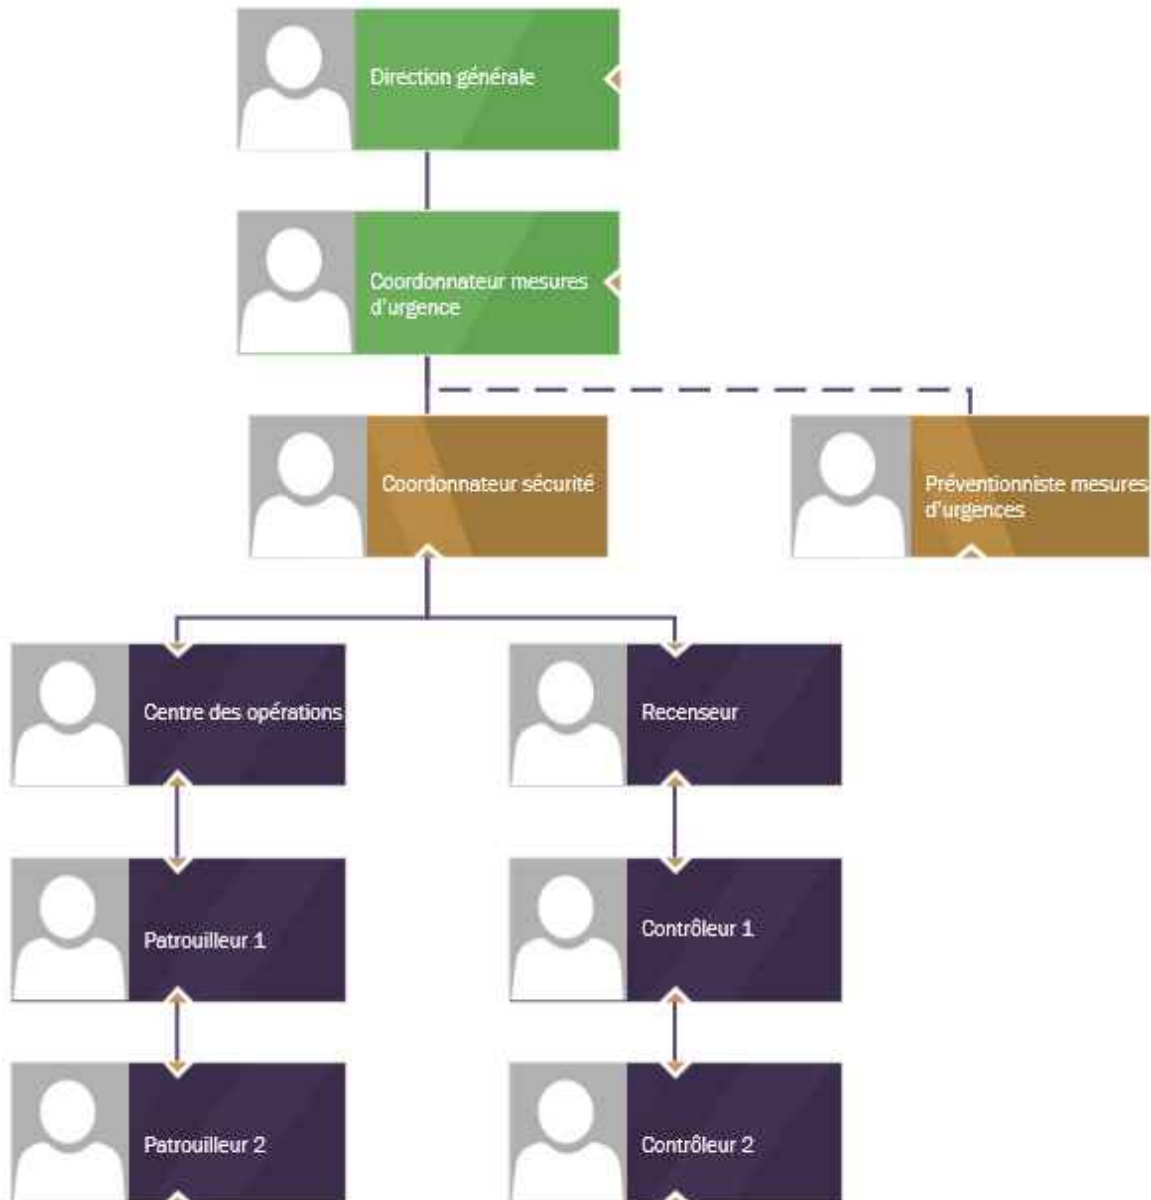 Direction générale
Coordonnateur mesures
d'urgence
Coordonnateur sécurité
Préventionniste mesures
d'urgences
Centre des opérations
Recenseur
Patrouilleur 1
Contrôleur 1
Patrouilleur 2
Contrôleur 2